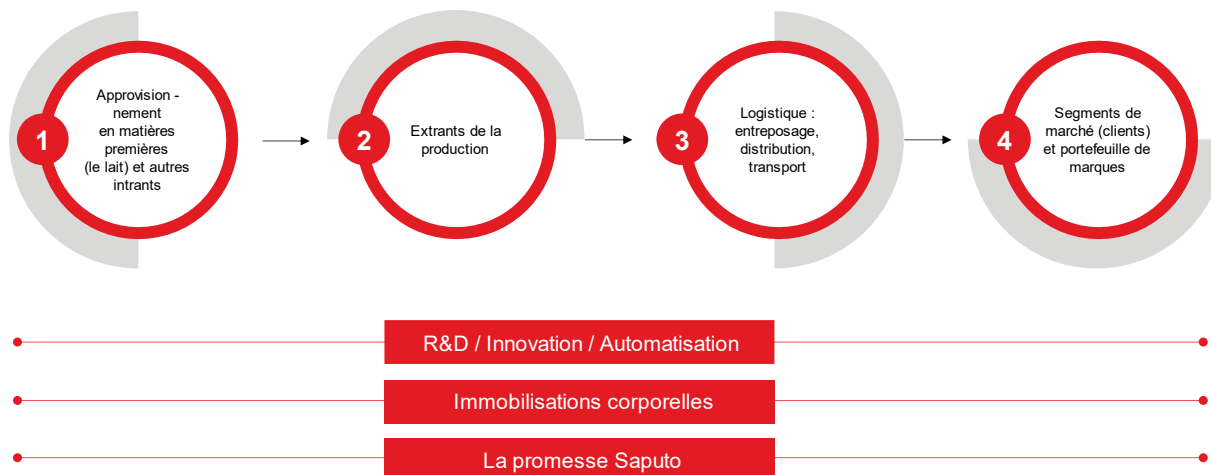 1
Approvision -
nement
en matières
premières
(le lait) et autres
intrants
2
Extrants de la
production
3
Logistique :
entreposage,
distribution,
transport
4
Segments de
marché (clients)
et portefeuille de
marques
R&D / Innovation / Automatisation
Immobilisations corporelles
La promesse Saputo